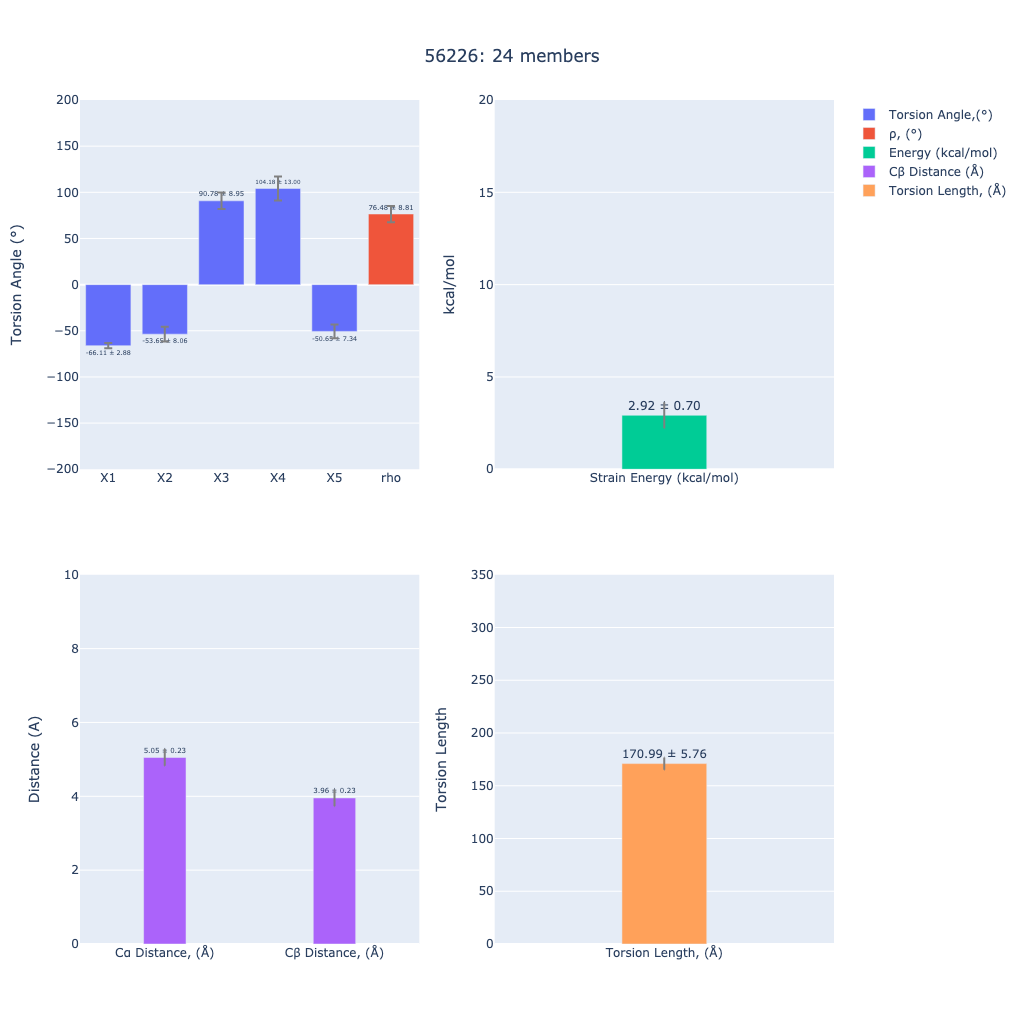 56226: 24 members
Torsion Angle (°)
200
150
100
50
0
−50
−100
−150
−200
-66.11 ± 2.88
-53.65 ± 8.06
90.78 ± 8.95
104.18 ± 13.00
-50.65 ± 7.34
76.48 ± 8.81
X1
X2
X3
X4
X5
rho
kcal/mol
20
15
10
5
0
2.92 ± 0.70
Strain Energy (kcal/mol)
Torsion Angle,(°)
ρ, (°)
Energy (kcal/mol)
Cβ Distance (Å)
Torsion Length, (Å)
Distance (A)
10
8
6
4
2
0
5.05 ± 0.23
3.96 ± 0.23
Cα Distance, (Å)
Cβ Distance, (Å)
Torsion Length
350
300
250
200
150
100
50
0
170.99 ± 5.76
Torsion Length, (Å)